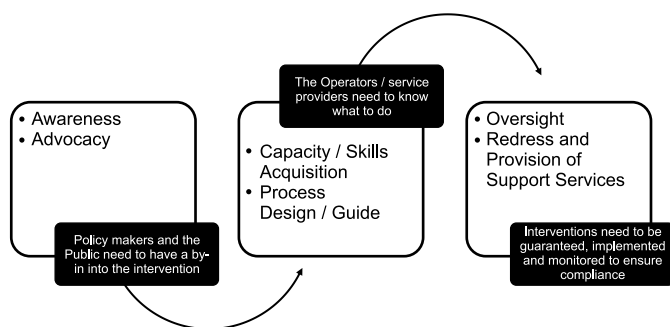 • Awareness
• Advocacy
Policy makers and the
Public need to have a by-
in into the intervention
The Operators / service
providers need to know
what to do
• Capacity / Skills
Acquisition
• Process
Design / Guide
• Oversight
• Redress and
Provision of
Support Services
Interventions need to be
guaranteed, implemented
and monitored to ensure
compliance